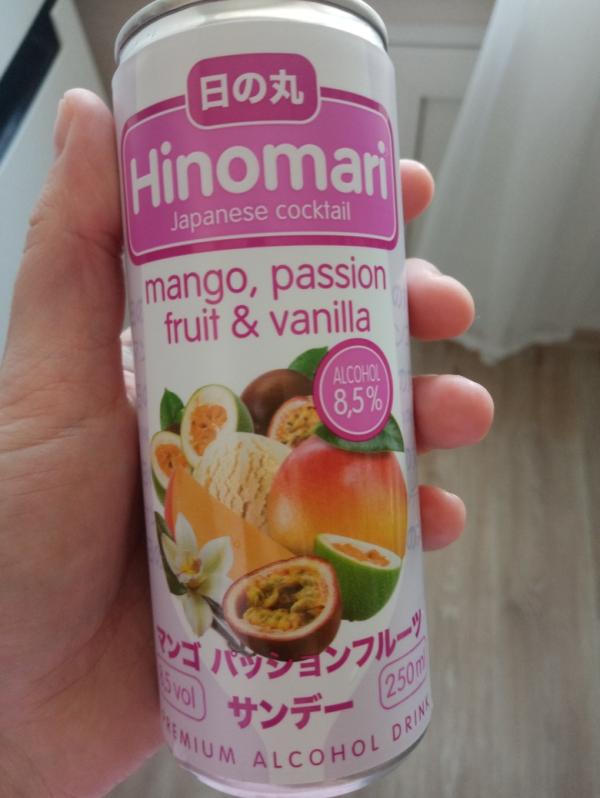 日の丸
Hinomari
Japanese cocktail
mango, passion
fruit & vanilla
ALCOHOL
8,5%
マンゴ パッションフルーツ
サンデー
250ml
PREMIUM ALCOHOL DRINK